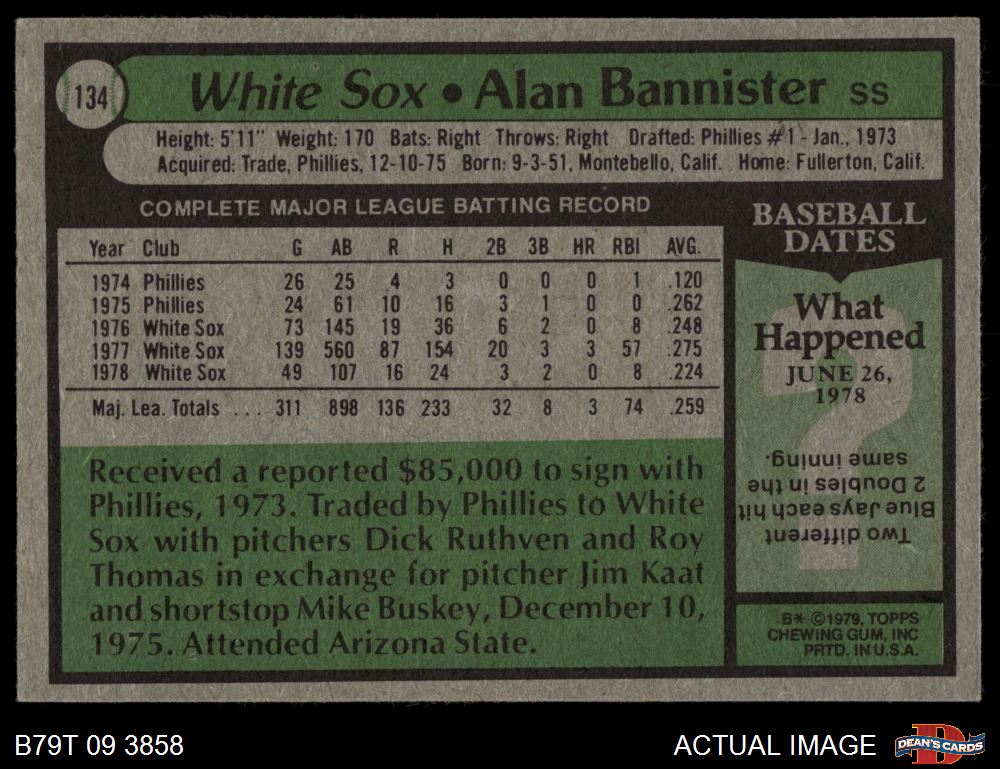 134
White Sox • Alan Bannister SS
Height: 5'11" Weight: 170 Bats: Right Throws: Right Drafted: Phillies #1 - Jan., 1973
Acquired: Trade, Phillies, 12-10-75 Born: 9-3-51, Montebello, Calif. Home: Fullerton, Calif.
COMPLETE MAJOR LEAGUE BATTING RECORD
Year Club G AB R H 2B 3B HR RBI AVG.
1974 Phillies 26 25 4 3 0 0 0 1 .120
1975 Phillies 24 61 10 16 3 1 0 0 .262
1976 White Sox 73 145 19 36 6 2 0 8 .248
1977 White Sox 139 560 87 154 20 3 3 57 .275
1978 White Sox 49 107 16 24 3 2 0 8 .224
Maj. Lea. Totals ... 311 898 136 233 32 8 3 74 .259
Received a reported $85,000 to sign with
Phillies, 1973. Traded by Phillies to White
Sox with pitchers Dick Ruthven and Roy
Thomas in exchange for pitcher Jim Kaat
and shortstop Mike Buskey, December 10,
1975. Attended Arizona State.
BASEBALL
DATES
What
Happened
JUNE 26,
1978
?
Two different
Blue Jays each hit
2 Doubles in the
same inning.
B* ©1979, TOPPS
CHEWING GUM, INC
PRTD. IN U.S.A.
B79T 09 3858
ACTUAL IMAGE
D
DEAN'S CARDS